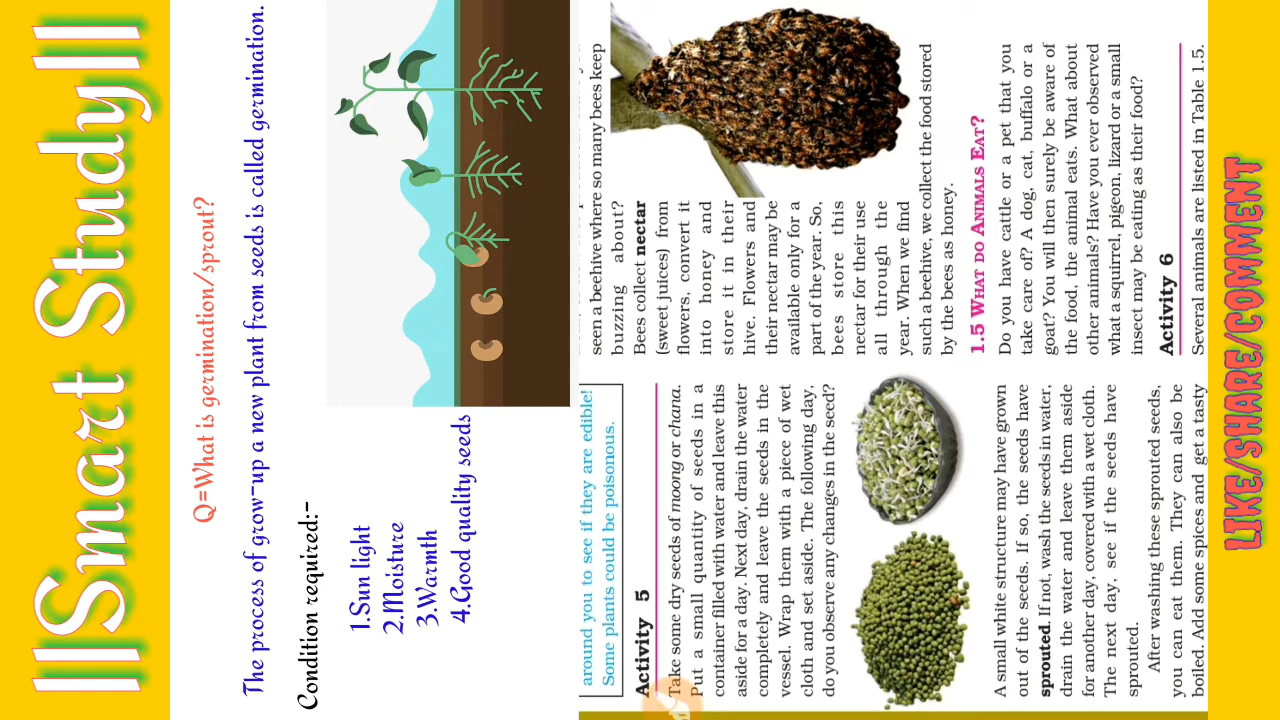 ||Smart Study||
Q=What is germination/sprout?
The process of grow-up a new plant from seeds is called germination.
Condition required:-
1.Sun light
2.Moisture
3.Warmth
4.Good quality seeds
around you to see if they are edible!
Some plants could be poisonous.
Activity 5
Take some dry seeds of moong or chana.
Put a small quantity of seeds in a
container filled with water and leave this
aside for a day. Next day, drain the water
completely and leave the seeds in the
vessel. Wrap them with a piece of wet
cloth and set aside. The following day,
do you observe any changes in the seed?
A small white structure may have grown
out of the seeds. If so, the seeds have
sprouted. If not, wash the seeds in water,
drain the water and leave them aside
for another day, covered with a wet cloth.
The next day, see if the seeds have
sprouted.
After washing these sprouted seeds,
you can eat them. They can also be
boiled. Add some spices and get a tasty
seen a beehive where so many bees keep
buzzing about?
Bees collect nectar
(sweet juices) from
flowers, convert it
into honey and
store it in their
hive. Flowers and
their nectar may be
available only for a
part of the year. So,
bees store this
nectar for their use
all through the
year. When we find
such a beehive, we collect the food stored
by the bees as honey.
1.5 WHAT DO ANIMALS EAT?
Do you have cattle or a pet that you
take care of? A dog, cat, buffalo or a
goat? You will then surely be aware of
the food, the animal eats. What about
other animals? Have you ever observed
what a squirrel, pigeon, lizard or a small
insect may be eating as their food?
Activity 6
Several animals are listed in Table 1.5.
LIKE/SHARE/COMMENT